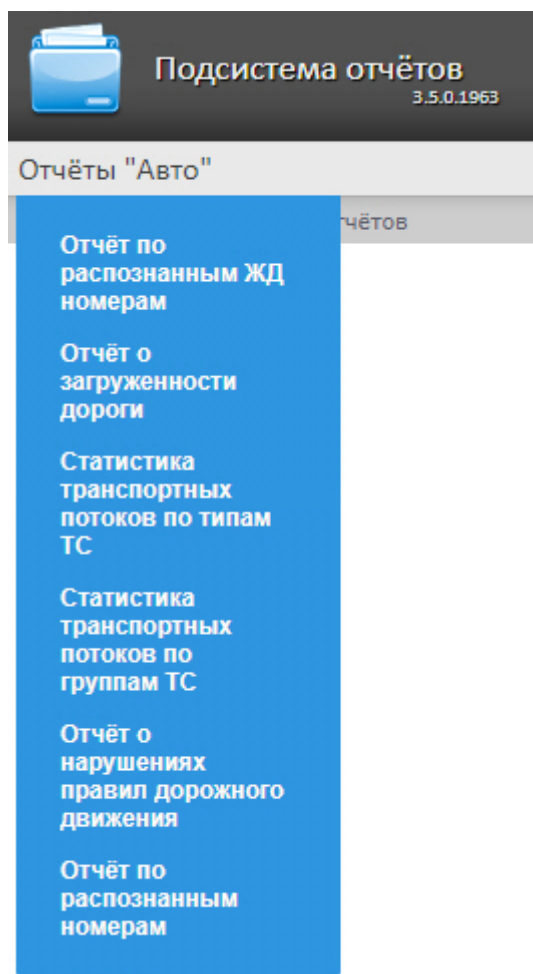 Подсистема отчётов
3.5.0.1963
Отчёты "Авто"
Отчёт по
распознанным ЖД
номерам
Отчёт о
загруженности
дороги
Статистика
транспортных
потоков по типам
ТС
Статистика
транспортных
потоков по
группам ТС
Отчёт о
нарушениях
правил дорожного
движения
Отчёт по
распознанным
номерам